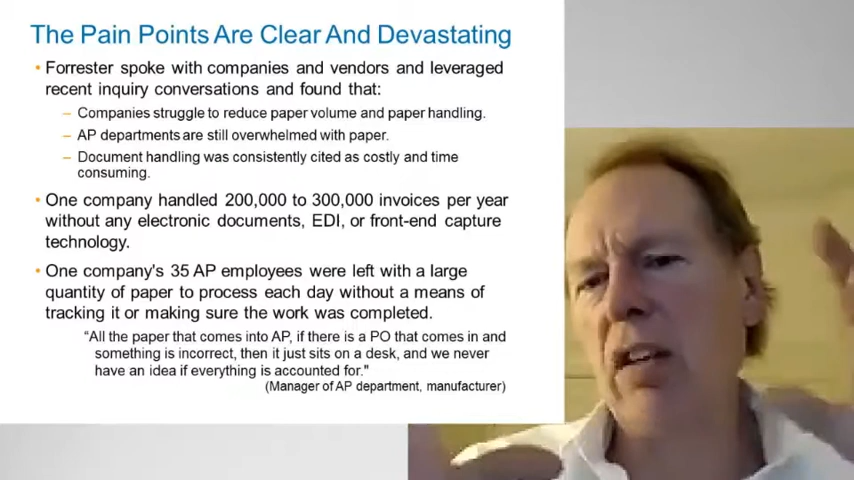 The Pain Points Are Clear And Devastating
• Forrester spoke with companies and vendors and leveraged
recent inquiry conversations and found that:
– Companies struggle to reduce paper volume and paper handling.
– AP departments are still overwhelmed with paper.
– Document handling was consistently cited as costly and time
consuming.
• One company handled 200,000 to 300,000 invoices per year
without any electronic documents, EDI, or front-end capture
technology.
• One company's 35 AP employees were left with a large
quantity of paper to process each day without a means of
tracking it or making sure the work was completed.
“All the paper that comes into AP, if there is a PO that comes in and
something is incorrect, then it just sits on a desk, and we never
have an idea if everything is accounted for."
(Manager of AP department, manufacturer)